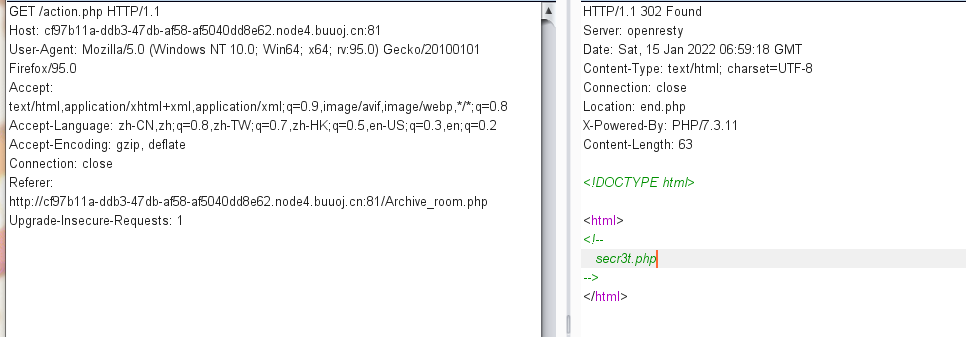 GET /action.php HTTP/1.1
Host: cf97b11a-ddb3-47db-af58-af5040dd8e62.node4.buuoj.cn:81
User-Agent: Mozilla/5.0 (Windows NT 10.0; Win64; x64; rv:95.0) Gecko/20100101
Firefox/95.0
Accept:
text/html,application/xhtml+xml,application/xml;q=0.9,image/avif,image/webp,*/*;q=0.8
Accept-Language: zh-CN,zh;q=0.8,zh-TW;q=0.7,zh-HK;q=0.5,en-US;q=0.3,en;q=0.2
Accept-Encoding: gzip, deflate
Connection: close
Referer:
http://cf97b11a-ddb3-47db-af58-af5040dd8e62.node4.buuoj.cn:81/Archive_room.php
Upgrade-Insecure-Requests: 1
HTTP/1.1 302 Found
Server: openresty
Date: Sat, 15 Jan 2022 06:59:18 GMT
Content-Type: text/html; charset=UTF-8
Connection: close
Location: end.php
X-Powered-By: PHP/7.3.11
Content-Length: 63
<!DOCTYPE html>
<html>
<!--
secr3t.php
-->
</html>